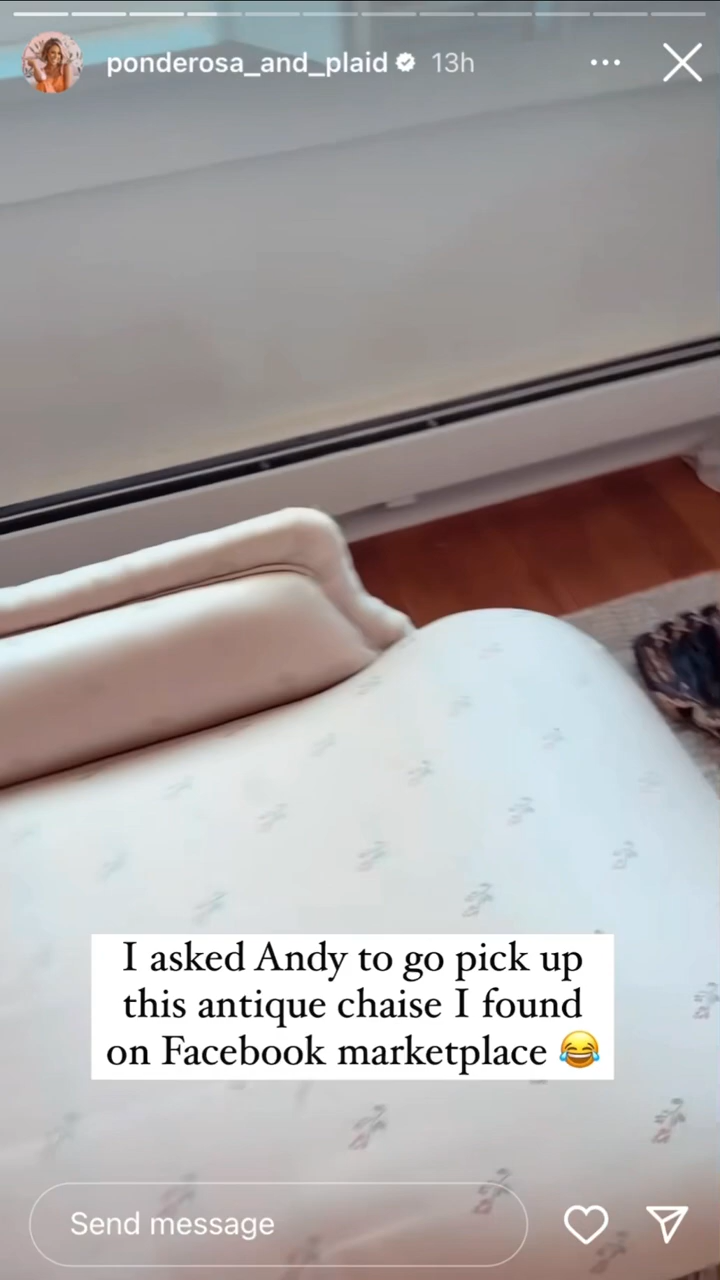 ponderosa_and_plaid 13h
I asked Andy to go pick up
this antique chaise I found
on Facebook marketplace 😂
Send message